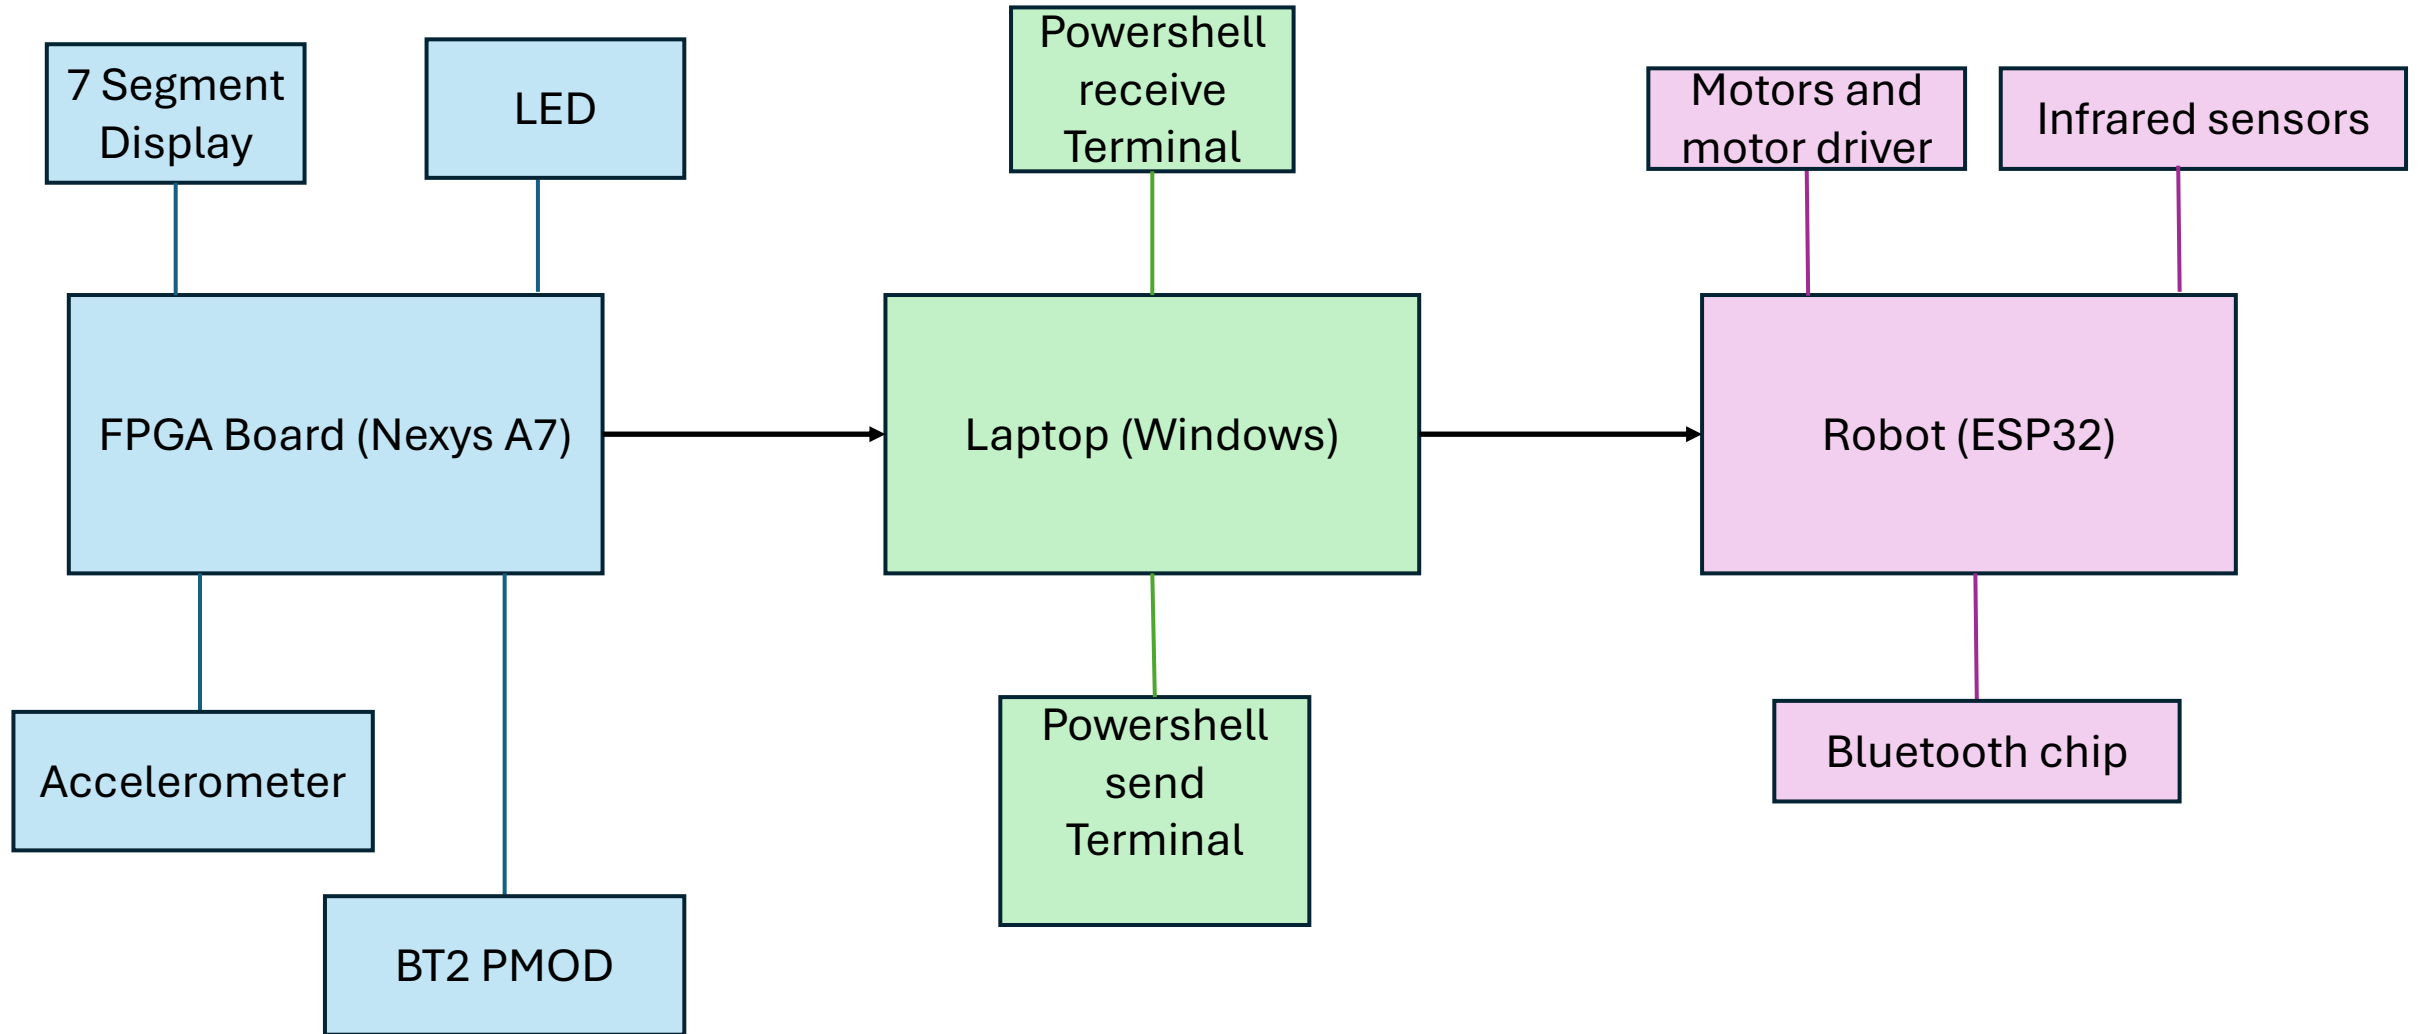 7 Segment
Display
LED
Powershell
receive
Terminal
Motors and
motor driver
Infrared sensors
FPGA Board (Nexys A7)
Laptop (Windows)
Robot (ESP32)
Accelerometer
Powershell
send
Terminal
Bluetooth chip
BT2 PMOD